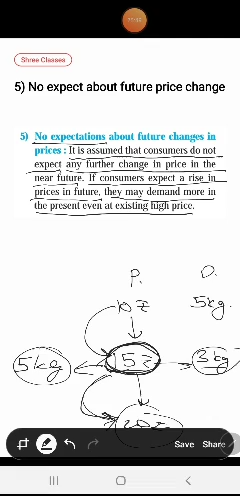 Shree Classes
5) No expect about future price change
5) No expectations about future changes in
prices : It is assumed that consumers do not
expect any further change in price in the
near future. If consumers expect a rise in
prices in future, they may demand more in
the present even at existing high price.
P. D.
10₹ 5kg.
5kg 15₹ 3kg
20₹
Save Share